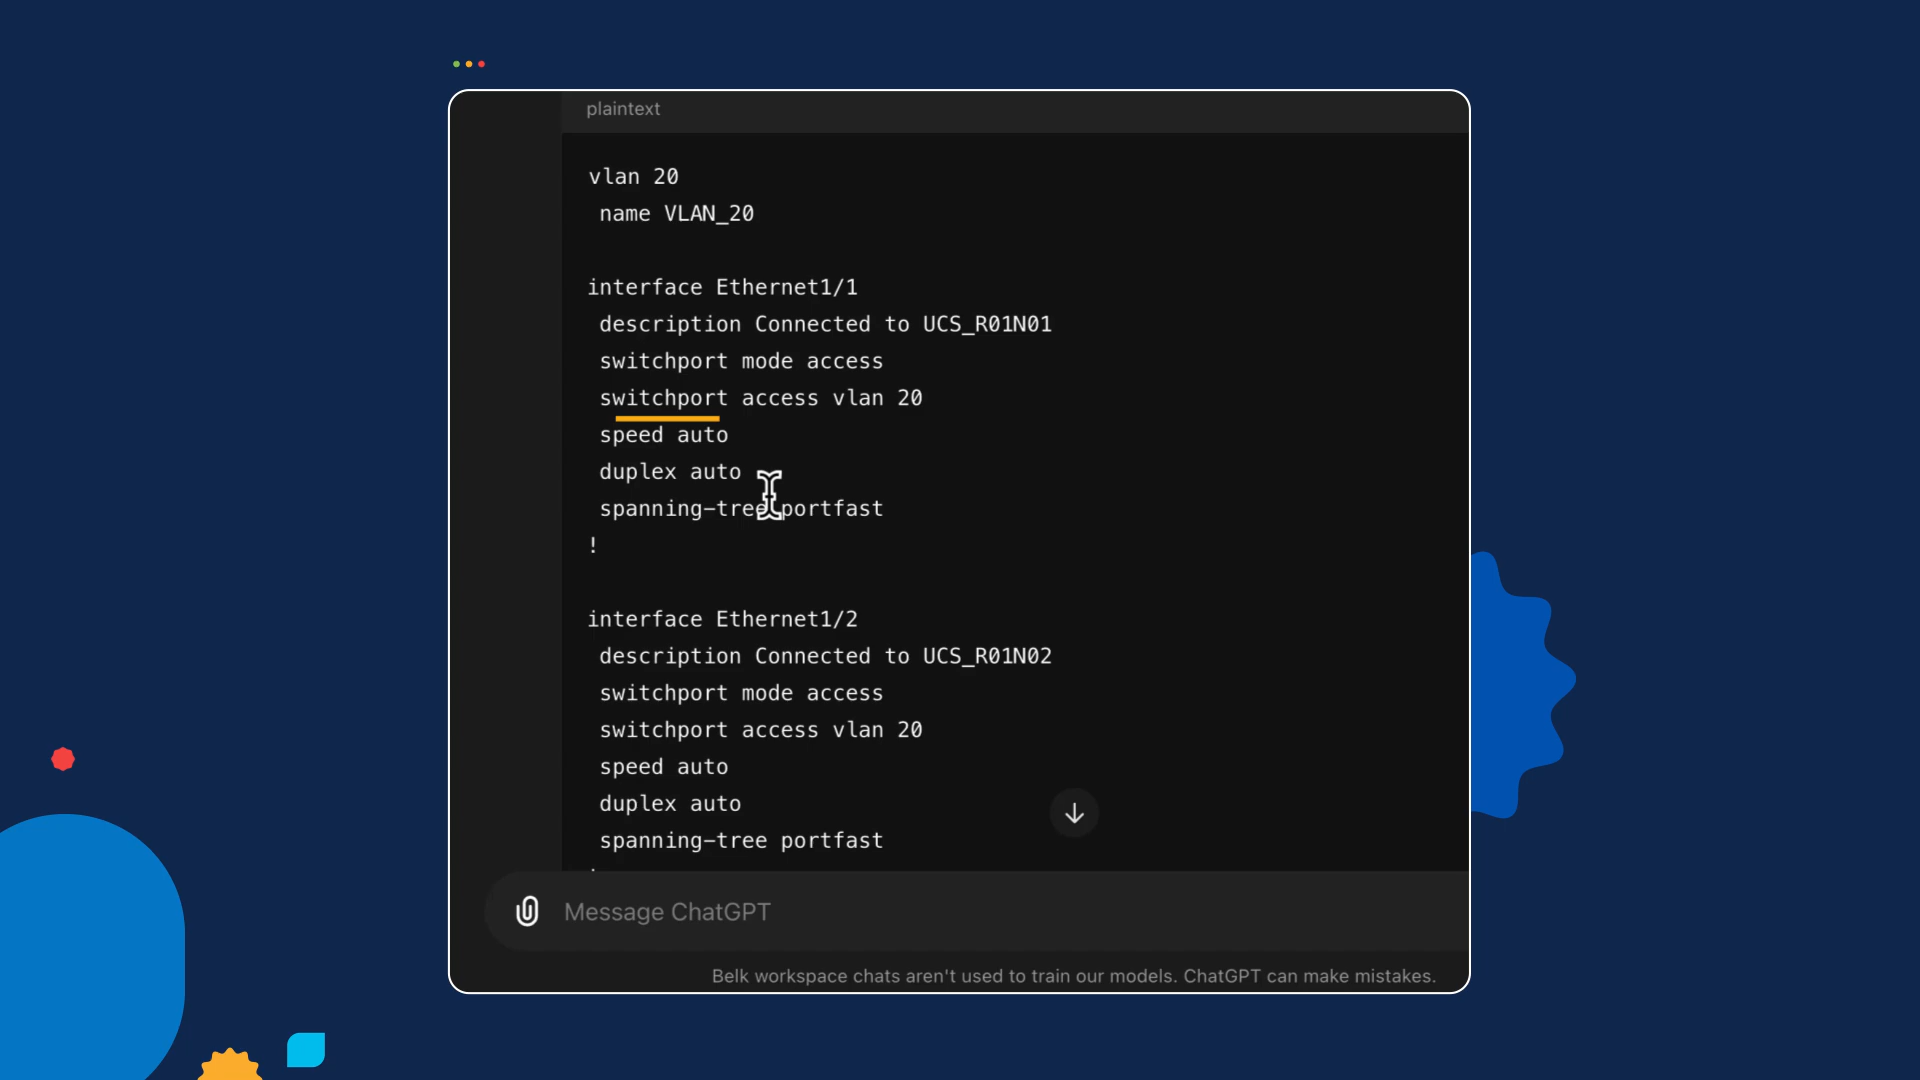 plaintext
vlan 20
name VLAN_20
interface Ethernet1/1
description Connected to UCS_R01N01
switchport mode access
switchport access vlan 20
speed auto
duplex auto
spanning-tree portfast
!
interface Ethernet1/2
description Connected to UCS_R01N02
switchport mode access
switchport access vlan 20
speed auto
duplex auto
spanning-tree portfast
Message ChatGPT
Belk workspace chats aren't used to train our models. ChatGPT can make mistakes.